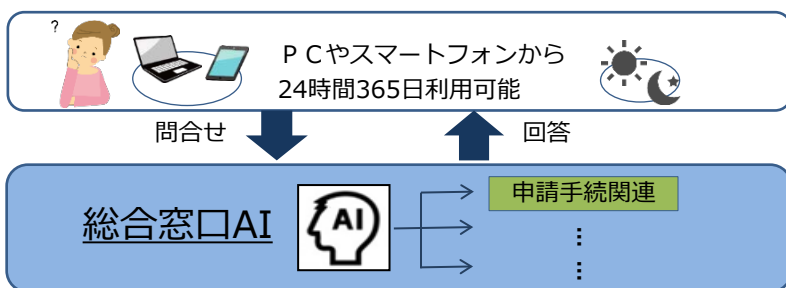 ?
ＰＣやスマートフォンから
24時間365日利用可能
問合せ
回答
総合窓口AI
AI
申請手続関連
⋮
⋮